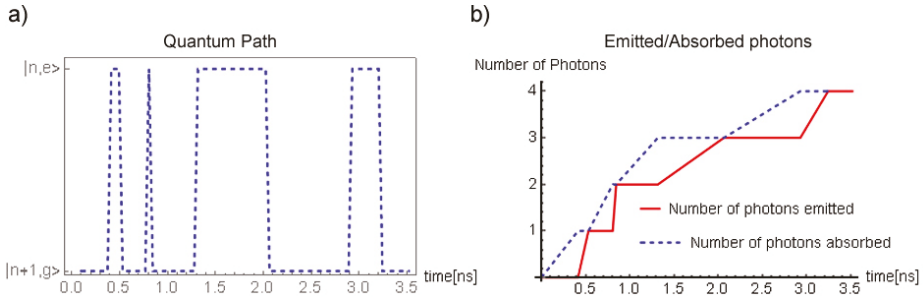 a)
Quantum Path
|n,e>
|n+1,g>
0.0 0.5 1.0 1.5 2.0 2.5 3.0 3.5
time[ns]
b)
Emitted/Absorbed photons
Number of Photons
4
3
2
1
Number of photons emitted
Number of photons absorbed
0.5 1.0 1.5 2.0 2.5 3.0 3.5
time[ns]